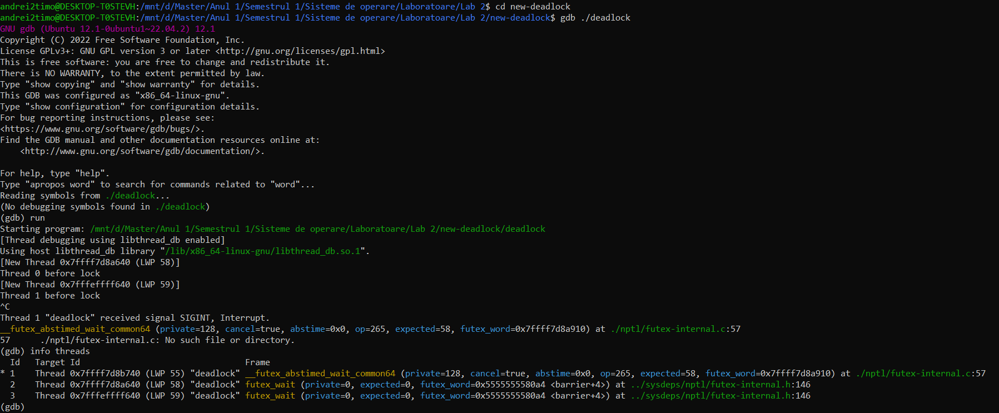 andrei2timo@DESKTOP-T0STEVH:/mnt/d/Master/Anul 1/Semestrul 1/Sisteme de operare/Laboratoare/Lab 2$ cd new-deadlock
andrei2timo@DESKTOP-T0STEVH:/mnt/d/Master/Anul 1/Semestrul 1/Sisteme de operare/Laboratoare/Lab 2/new-deadlock$ gdb ./deadlock
GNU gdb (Ubuntu 12.1-0ubuntu1~22.04.2) 12.1
Copyright (C) 2022 Free Software Foundation, Inc.
License GPLv3+: GNU GPL version 3 or later <http://gnu.org/licenses/gpl.html>
This is free software: you are free to change and redistribute it.
There is NO WARRANTY, to the extent permitted by law.
Type "show copying" and "show warranty" for details.
This GDB was configured as "x86_64-linux-gnu".
Type "show configuration" for configuration details.
For bug reporting instructions, please see:
<https://www.gnu.org/software/gdb/bugs/>.
Find the GDB manual and other documentation resources online at:
    <http://www.gnu.org/software/gdb/documentation/>.

For help, type "help".
Type "apropos word" to search for commands related to "word"...
Reading symbols from ./deadlock...
(No debugging symbols found in ./deadlock)
(gdb) run
Starting program: /mnt/d/Master/Anul 1/Semestrul 1/Sisteme de operare/Laboratoare/Lab 2/new-deadlock/deadlock
[Thread debugging using libthread_db enabled]
Using host libthread_db library "/lib/x86_64-linux-gnu/libthread_db.so.1".
[New Thread 0x7ffff7d8a640 (LWP 58)]
Thread 0 before lock
[New Thread 0x7fffeffff640 (LWP 59)]
Thread 1 before lock
^C
Thread 1 "deadlock" received signal SIGINT, Interrupt.
__futex_abstimed_wait_common64 (private=128, cancel=true, abstime=0x0, op=265, expected=58, futex_word=0x7ffff7d8a910) at ./nptl/futex-internal.c:57
57      ./nptl/futex-internal.c: No such file or directory.
(gdb) info threads
  Id   Target Id                                 Frame
* 1    Thread 0x7ffff7d8b740 (LWP 55) "deadlock" __futex_abstimed_wait_common64 (private=128, cancel=true, abstime=0x0, op=265, expected=58, futex_word=0x7ffff7d8a910) at ./nptl/futex-internal.c:57
  2    Thread 0x7ffff7d8a640 (LWP 58) "deadlock" futex_wait (private=0, expected=0, futex_word=0x5555555580a4 <barrier+4>) at ../sysdeps/nptl/futex-internal.h:146
  3    Thread 0x7fffeffff640 (LWP 59) "deadlock" futex_wait (private=0, expected=0, futex_word=0x5555555580a4 <barrier+4>) at ../sysdeps/nptl/futex-internal.h:146
(gdb)